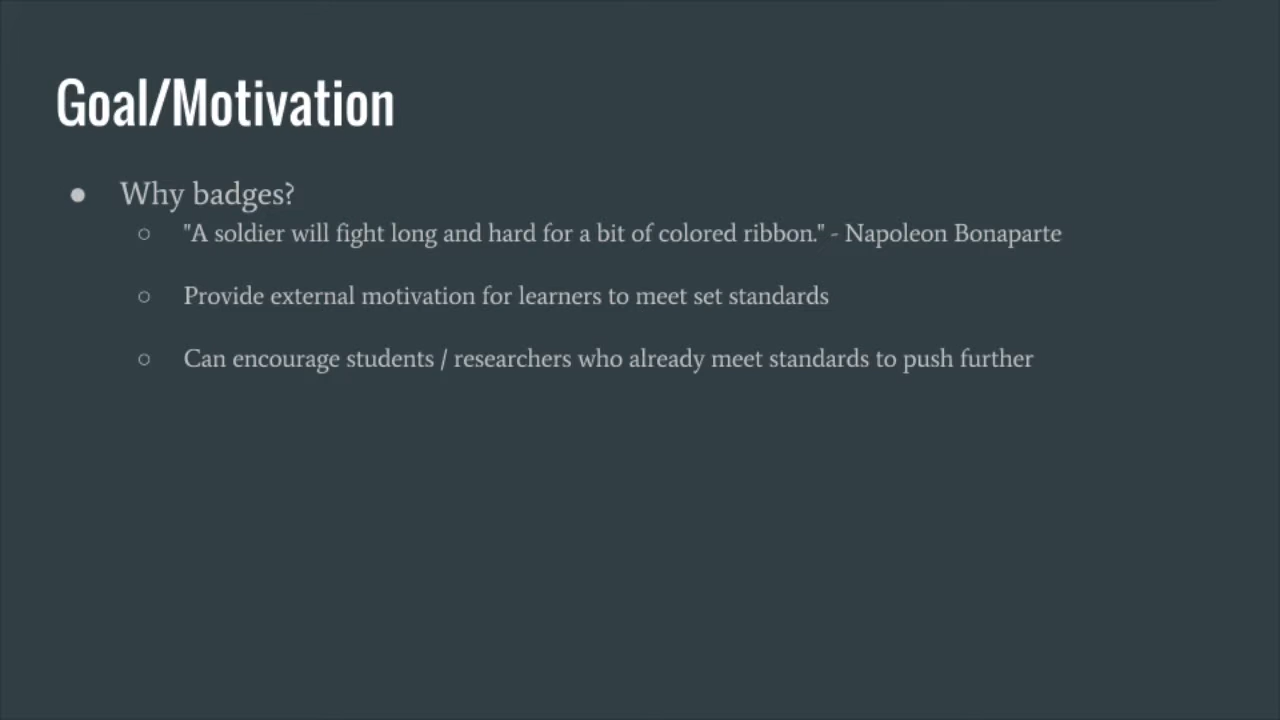 Goal/Motivation
● Why badges?
○ "A soldier will fight long and hard for a bit of colored ribbon." - Napoleon Bonaparte
○ Provide external motivation for learners to meet set standards
○ Can encourage students / researchers who already meet standards to push further